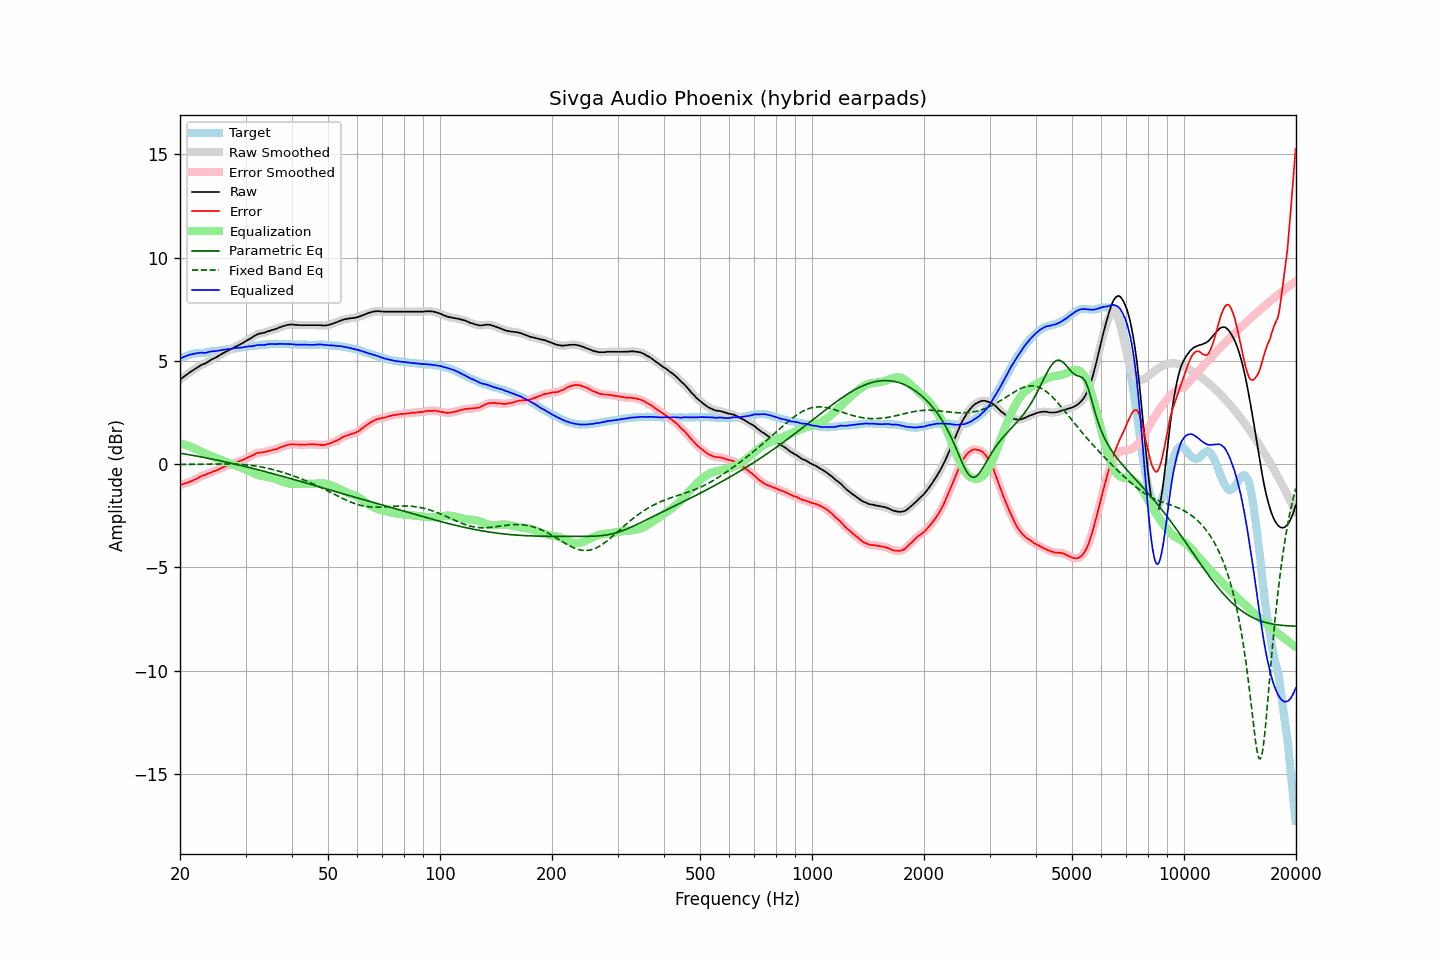 Sivga Audio Phoenix (hybrid earpads)
Target
Raw Smoothed
Error Smoothed
Raw
Error
Equalization
Parametric Eq
Fixed Band Eq
Equalized
Amplitude (dBr)
15
10
5
0
−5
−10
−15
20 50 100 200 500 1000 2000 5000 10000 20000
Frequency (Hz)